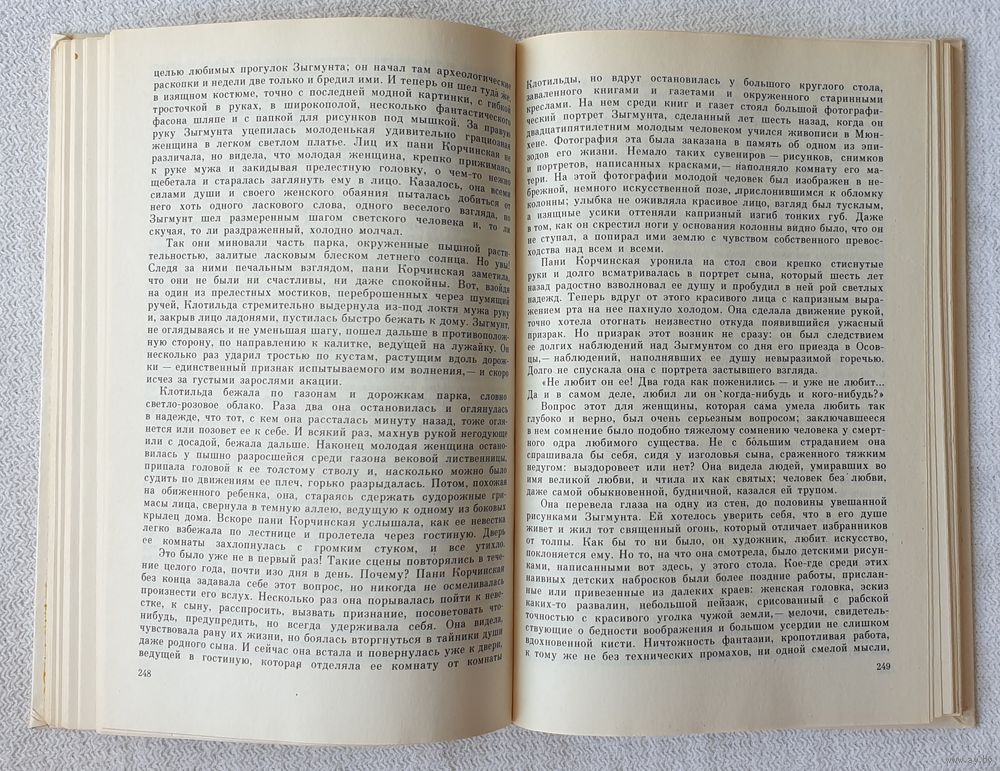 целью любимых прогулок Зыгмунта; он начал там археологические
раскопки и недели две только и бредил ими. И теперь он шел туда же,
в изящном костюме, точно с последней модной картинки, с гибкой
тросточкой в руках, в широкополой, несколько фантастического
фасона шляпе и с папкой для рисунков под мышкой. За правую
руку Зыгмунта уцепилась молоденькая удивительно грациозная
женщина в легком светлом платье. Лиц их пани Корчинская не
различала, но видела, что молодая женщина, крепко прижимаясь
к руке мужа и закидывая прелестную головку, о чем-то нежно
щебетала и старалась заглянуть ему в лицо. Казалось, она всеми
силами души и своего женского обаяния пыталась добиться от
него хоть одного ласкового слова, одного веселого взгляда, но
Зыгмунт шел размеренным шагом светского человека и, то ли
скучая, то ли раздраженный, холодно молчал.
Так они миновали часть парка, окруженные пышной расти-
тельностью, залитые ласковым блеском летнего солнца. Но увы!
Следя за ними печальным взглядом, пани Корчинская заметила,
что они не были ни счастливы, ни даже спокойны. Вот, взойдя
на один из прелестных мостиков, переброшенных через шумящий
ручей, Клотильда стремительно выдернула из-под локтя мужа руку
и, закрыв лицо ладонями, пустилась быстро бежать к дому. Зыгмунт,
не оглядываясь и не уменьшая шагу, пошел дальше в противополож-
ную сторону, по направлению к калитке, ведущей на лужайку. Он
несколько раз ударил тростью по кустам, растущим вдоль дорож-
ки — единственный признак испытываемого им волнения,— и скоро
исчез за густыми зарослями акации.
Клотильда бежала по газонам и дорожкам парка, словно
светло-розовое облако. Раза два она остановилась и оглянулась
в надежде, что тот, с кем она рассталась минуту назад, тоже огля-
нется или позовет ее к себе. И всякий раз, махнув рукой негодующе
или с досадой, бежала дальше. Наконец молодая женщина остано-
вилась у пышно разросшейся среди газона вековой лиственницы,
припала головой к ее толстому стволу и, насколько можно было
судить по движениям ее плеч, горько разрыдалась. Потом, похожая
на обиженного ребенка, она, стараясь сдержать судорожные гри-
масы лица, свернула в темную аллею, ведущую к одному из боковых
крылец дома. Вскоре пани Корчинская услышала, как ее невестка
легко взбежала по лестнице и пролетела через гостиную. Дверь
ее комнаты захлопнулась с громким стуком, и все утихло.
Это было уже не в первый раз! Такие сцены повторялись в тече-
ние целого года, почти изо дня в день. Почему? Пани Корчинская
без конца задавала себе этот вопрос, но никогда не осмеливалась
произнести его вслух. Несколько раз она порывалась пойти к неве-
стке, к сыну, расспросить, вызвать признание, посоветовать что-
нибудь, предупредить, но всегда удерживала себя. Она видела,
чувствовала рану их жизни, но боялась вторгнуться в тайники души
даже родного сына. И сейчас она встала и повернулась уже к двери,
ведущей в гостиную, которая отделяла ее комнату от комнаты
248
Клотильды, но вдруг остановилась у большого круглого стола,
заваленного книгами и газетами и окруженного старинными
креслами. На нем среди книг и газет стоял большой фотографи-
ческий портрет Зыгмунта, сделанный лет шесть назад, когда он
двадцатипятилетним молодым человеком учился живописи в Мюн-
хене. Фотография эта была заказана в память об одном из эпи-
зодов его жизни. Немало таких сувениров — рисунков, снимков
и портретов, написанных красками,— наполняло комнату его ма-
тери. На этой фотографии молодой человек был изображен в не-
брежной, немного искусственной позе, прислонившимся к обломку
колонны; улыбка не оживляла красивое лицо, взгляд был тусклым,
а изящные усики оттеняли капризный изгиб тонких губ. Даже
в том, как он скрестил ноги у основания колонны видно было, что он
не ступал, а попирал ими землю с чувством собственного превос-
ходства над всем и всеми.
Пани Корчинская уронила на стол свои крепко стиснутые
руки и долго всматривалась в портрет сына, который шесть лет
назад радостно взволновал ее душу и пробудил в ней рой светлых
надежд. Теперь вдруг от этого красивого лица с капризным выра-
жением рта на нее пахнуло холодом. Она сделала движение рукой,
точно хотела отогнать неизвестно откуда появившийся ужасный
призрак. Но призрак этот возник не сразу: он был следствием
ее долгих наблюдений над Зыгмунтом со дня его приезда в Осов-
цы,— наблюдений, наполнявших ее душу невыразимой горечью.
Долго не спускала она с портрета застывшего взгляда.
«Не любит он ее! Два года как поженились — и уже не любит...
Да и в самом деле, любил ли он когда-нибудь и кого-нибудь?»
Вопрос этот для женщины, которая сама умела любить так
глубоко и верно, был очень серьезным вопросом; заключавшееся
в нем сомнение было подобно тяжелому сомнению человека у смерт-
ного одра любимого существа. Не с бо́льшим страданием она
спрашивала бы себя, сидя у изголовья сына, сраженного тяжким
недугом: выздоровеет или нет? Она видела людей, умиравших во
имя великой любви, и чтила их как святых; человек без любви,
даже самой обыкновенной, будничной, казался ей трупом.
Она перевела глаза на одну из стен, до половины увешанной
рисунками Зыгмунта. Ей хотелось уверить себя, что в его душе
живет и жил тот священный огонь, который отличает избранников
от толпы. Как бы то ни было, он художник, любит искусство,
поклоняется ему. Но то, на что она смотрела, было детскими рисун-
ками, написанными вот здесь, у этого стола. Кое-где среди этих
наивных детских набросков были более поздние работы, прислан-
ные или привезенные из далеких краев: женская головка, эскиз
каких-то развалин, небольшой пейзаж, срисованный с рабской
точностью с красивого уголка чужой земли,— мелочи, свидетель-
ствующие о бедности воображения и большом усердии не слишком
вдохновенной кисти. Ничтожность фантазии, кропотливая работа,
к тому же не без технических промахов, ни одной смелой мысли,
249
www.ay.by